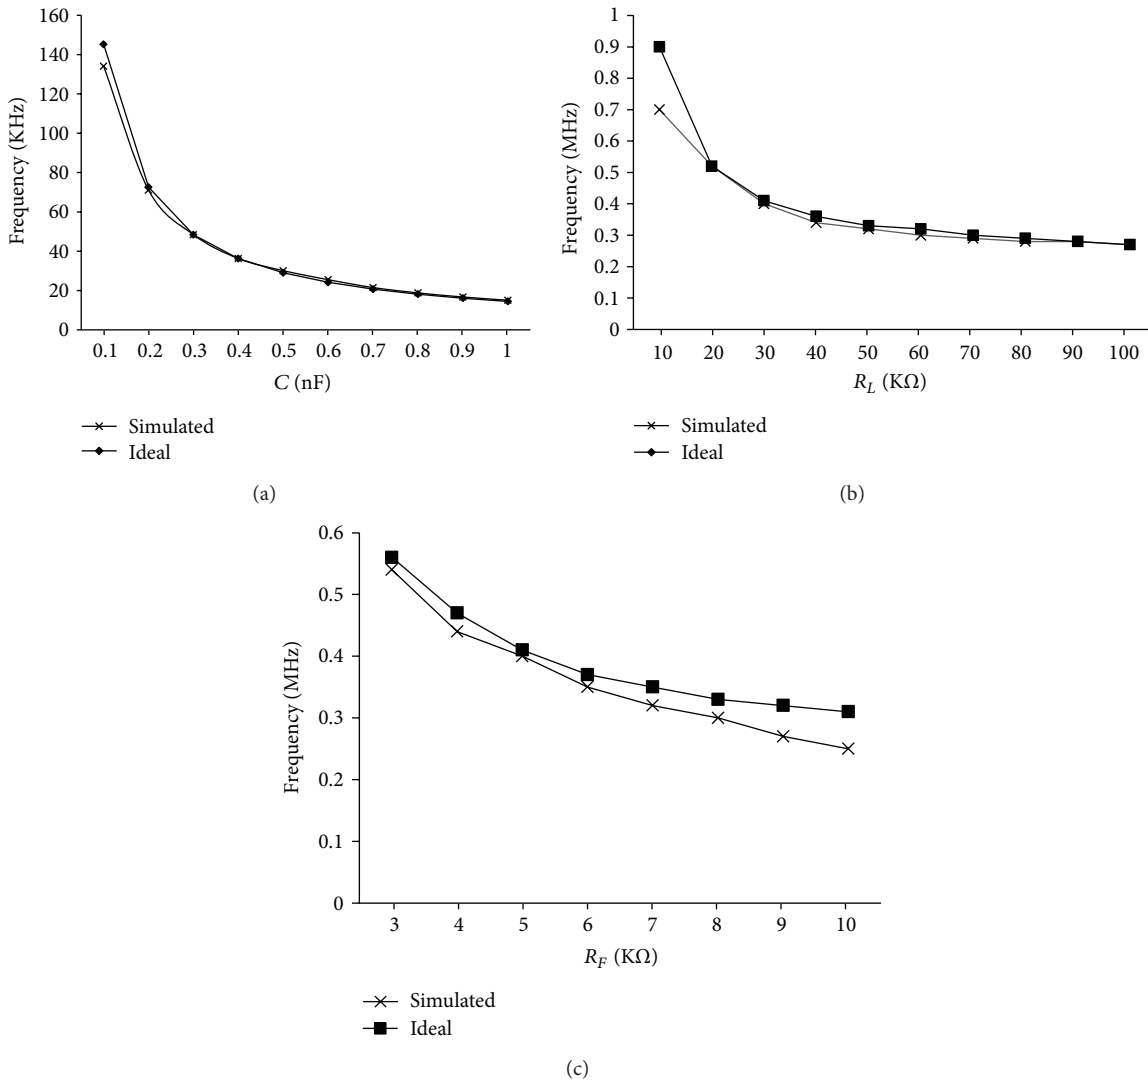 160
140
120
100
80
60
40
20
0
Frequency (KHz)
0.1 0.2 0.3 0.4 0.5 0.6 0.7 0.8 0.9 1
C (nF)
Simulated
Ideal
(a)
1
0.9
0.8
0.7
0.6
0.5
0.4
0.3
0.2
0.1
0
Frequency (MHz)
10 20 30 40 50 60 70 80 90 100
R_L (KΩ)
Simulated
Ideal
(b)
0.6
0.5
0.4
0.3
0.2
0.1
0
Frequency (MHz)
3 4 5 6 7 8 9 10
R_F (KΩ)
Simulated
Ideal
(c)